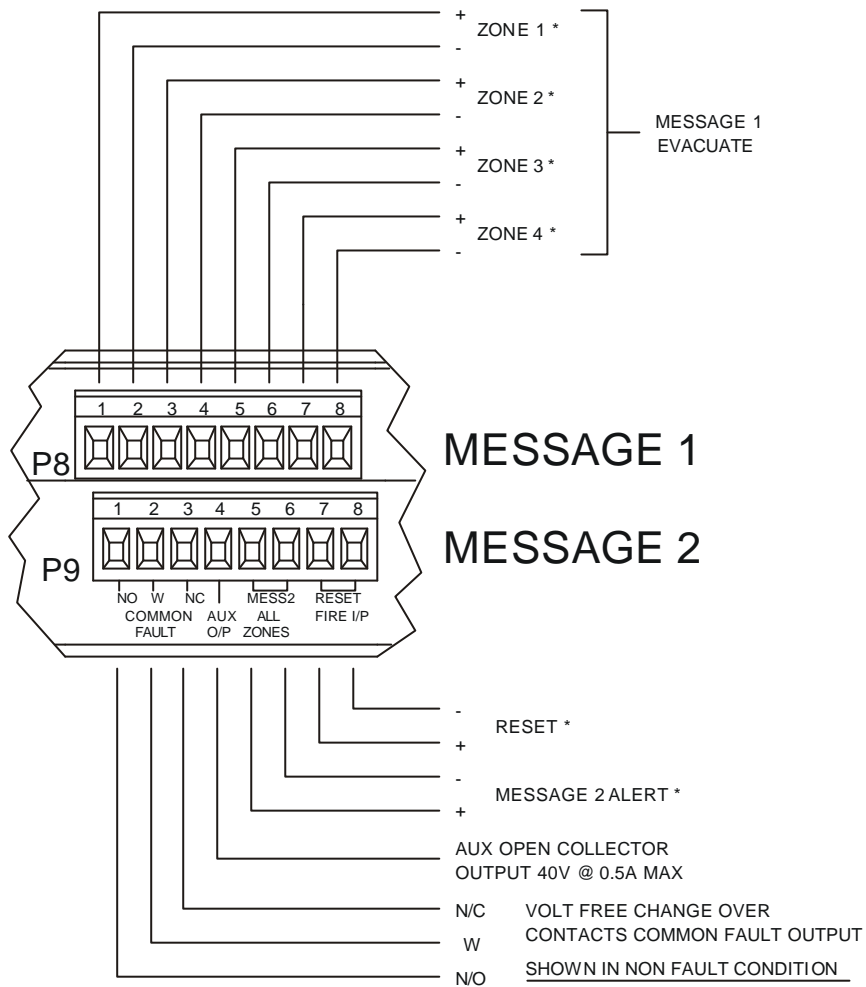 +
ZONE 1 *
-
+
ZONE 2 *
-
+
ZONE 3 *
-
+
ZONE 4 *
-
MESSAGE 1
EVACUATE
1 2 3 4 5 6 7 8
P8
MESSAGE 1
1 2 3 4 5 6 7 8
P9
MESSAGE 2
NO W NC MESS2 RESET
COMMON AUX ALL FIRE I/P
FAULT O/P ZONES
-
RESET *
+
-
MESSAGE 2 ALERT *
+
AUX OPEN COLLECTOR
OUTPUT 40V @ 0.5A MAX
N/C VOLT FREE CHANGE OVER
W CONTACTS COMMON FAULT OUTPUT
N/O SHOWN IN NON FAULT CONDITION